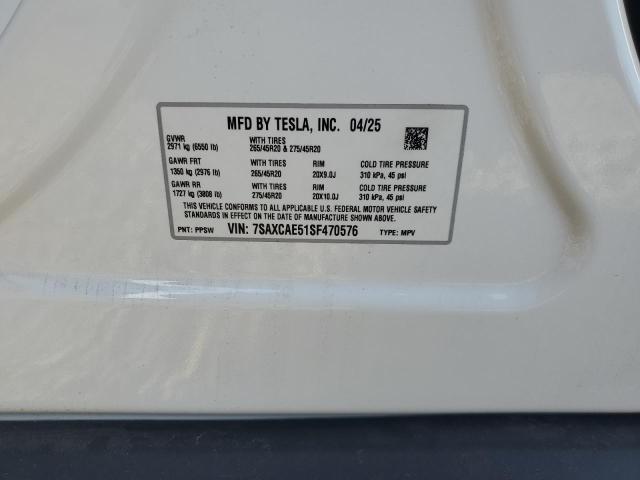 MFD BY TESLA, INC. 04/25
GVWR WITH TIRES
2971 kg (6550 lb) 265/45R20 & 275/45R20
GAWR FRT WITH TIRES RIM COLD TIRE PRESSURE
1350 kg (2976 lb) 265/45R20 20X9.0J 310 kPa, 45 psi
GAWR RR WITH TIRES RIM COLD TIRE PRESSURE
1727 kg (3808 lb) 275/45R20 20X10.0J 310 kPa, 45 psi
THIS VEHICLE CONFORMS TO ALL APPLICABLE U.S. FEDERAL MOTOR VEHICLE SAFETY
STANDARDS IN EFFECT ON THE DATE OF MANUFACTURE SHOWN ABOVE.
PNT: PPSW VIN: 7SAXCAE51SF470576 TYPE: MPV